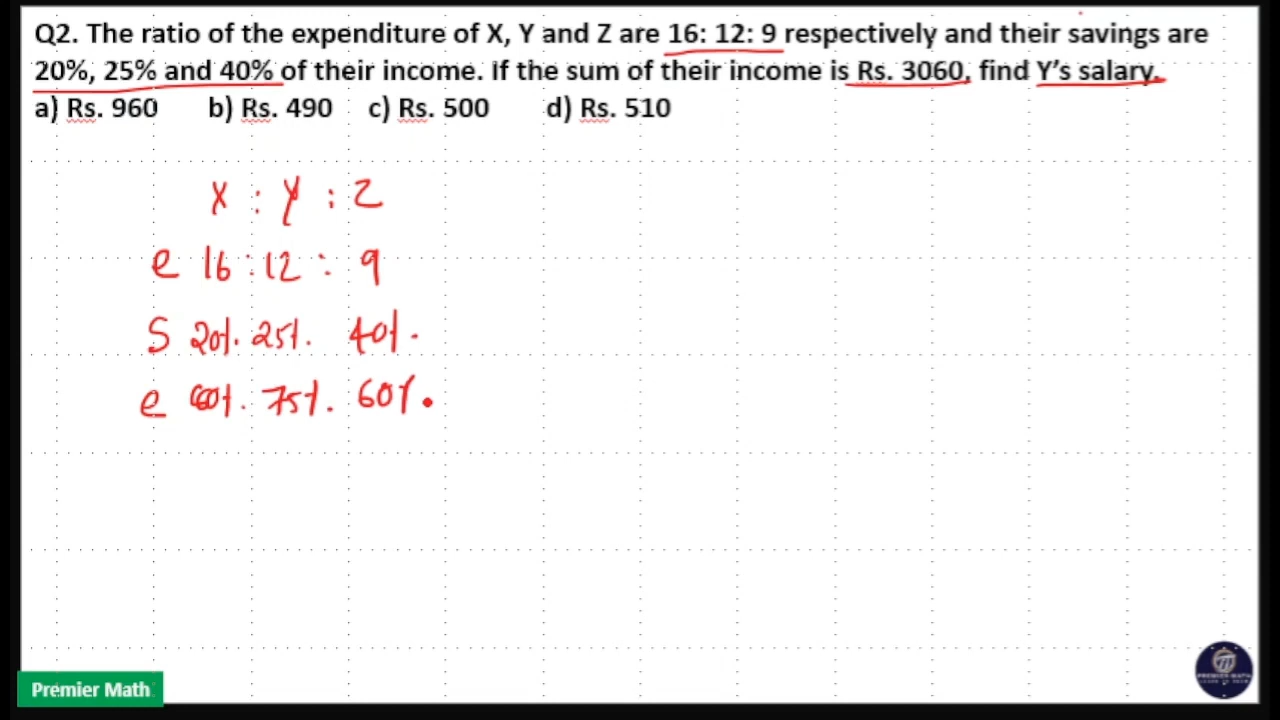 Q2. The ratio of the expenditure of X, Y and Z are 16: 12: 9 respectively and their savings are
20%, 25% and 40% of their income. If the sum of their income is Rs. 3060, find Y's salary.
a) Rs. 960 b) Rs. 490 c) Rs. 500 d) Rs. 510
X : Y : Z
e 16 : 12 : 9
S 20%. 25%. 40%.
e 75%. 60%.
Premier Math
PREMIER MATH